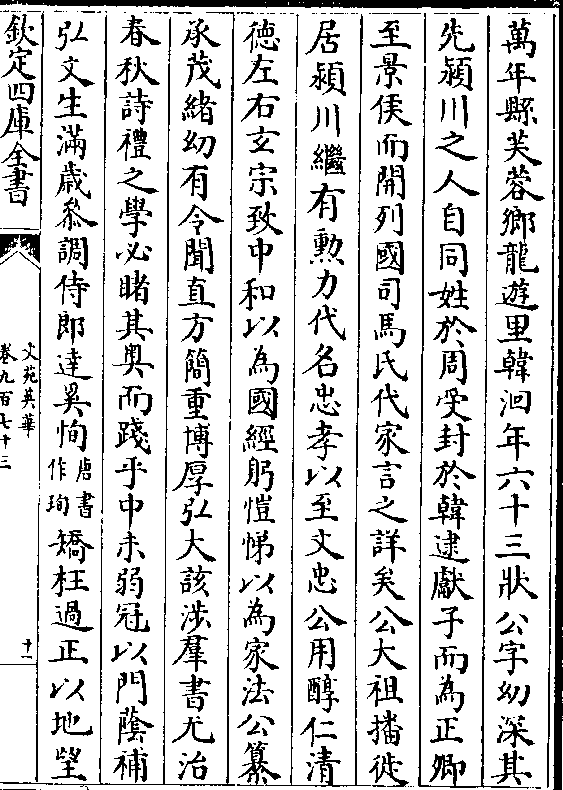 萬年縣芙蓉鄉龍遊里韓洄年六十三狀公字幼深其
先潁川之人自同姓於周受封於韓逮獻子而為正卿
至景侯而開列國司馬氏代家言之詳矣公大祖播徙
居潁川繼有勲力代名忠孝以至文忠公用醇仁清
徳左右玄宗致中和以為國經躬愷悌以為家法公纂
承茂緒幼有令聞直方簡重博厚弘大該涉羣書尤治
春秋詩禮之學必睹其奥而踐乎中未弱冠以門蔭補
弘文生滿歳叅調侍郎達奚恂唐書作珣矯枉過正以地望
欽定四庫全書
文苑英華
卷九百七十三
十一